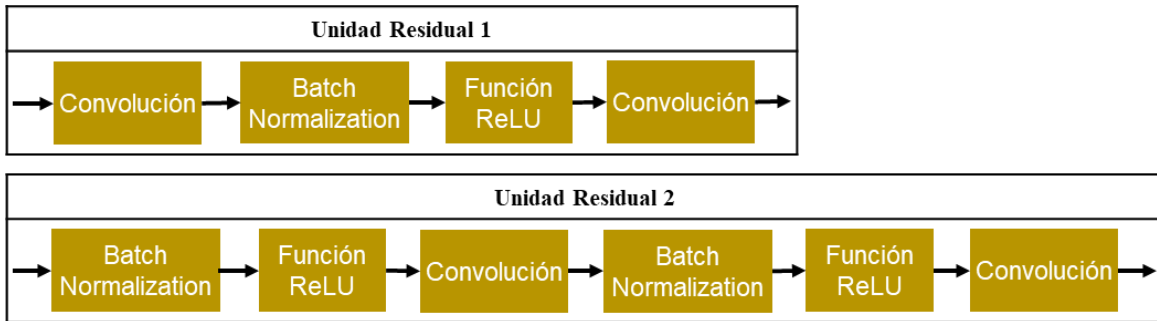 Unidad Residual 1
Convolución
Batch
Normalization
Función
ReLU
Convolución
Unidad Residual 2
Batch
Normalization
Función
ReLU
Convolución
Batch
Normalization
Función
ReLU
Convolución